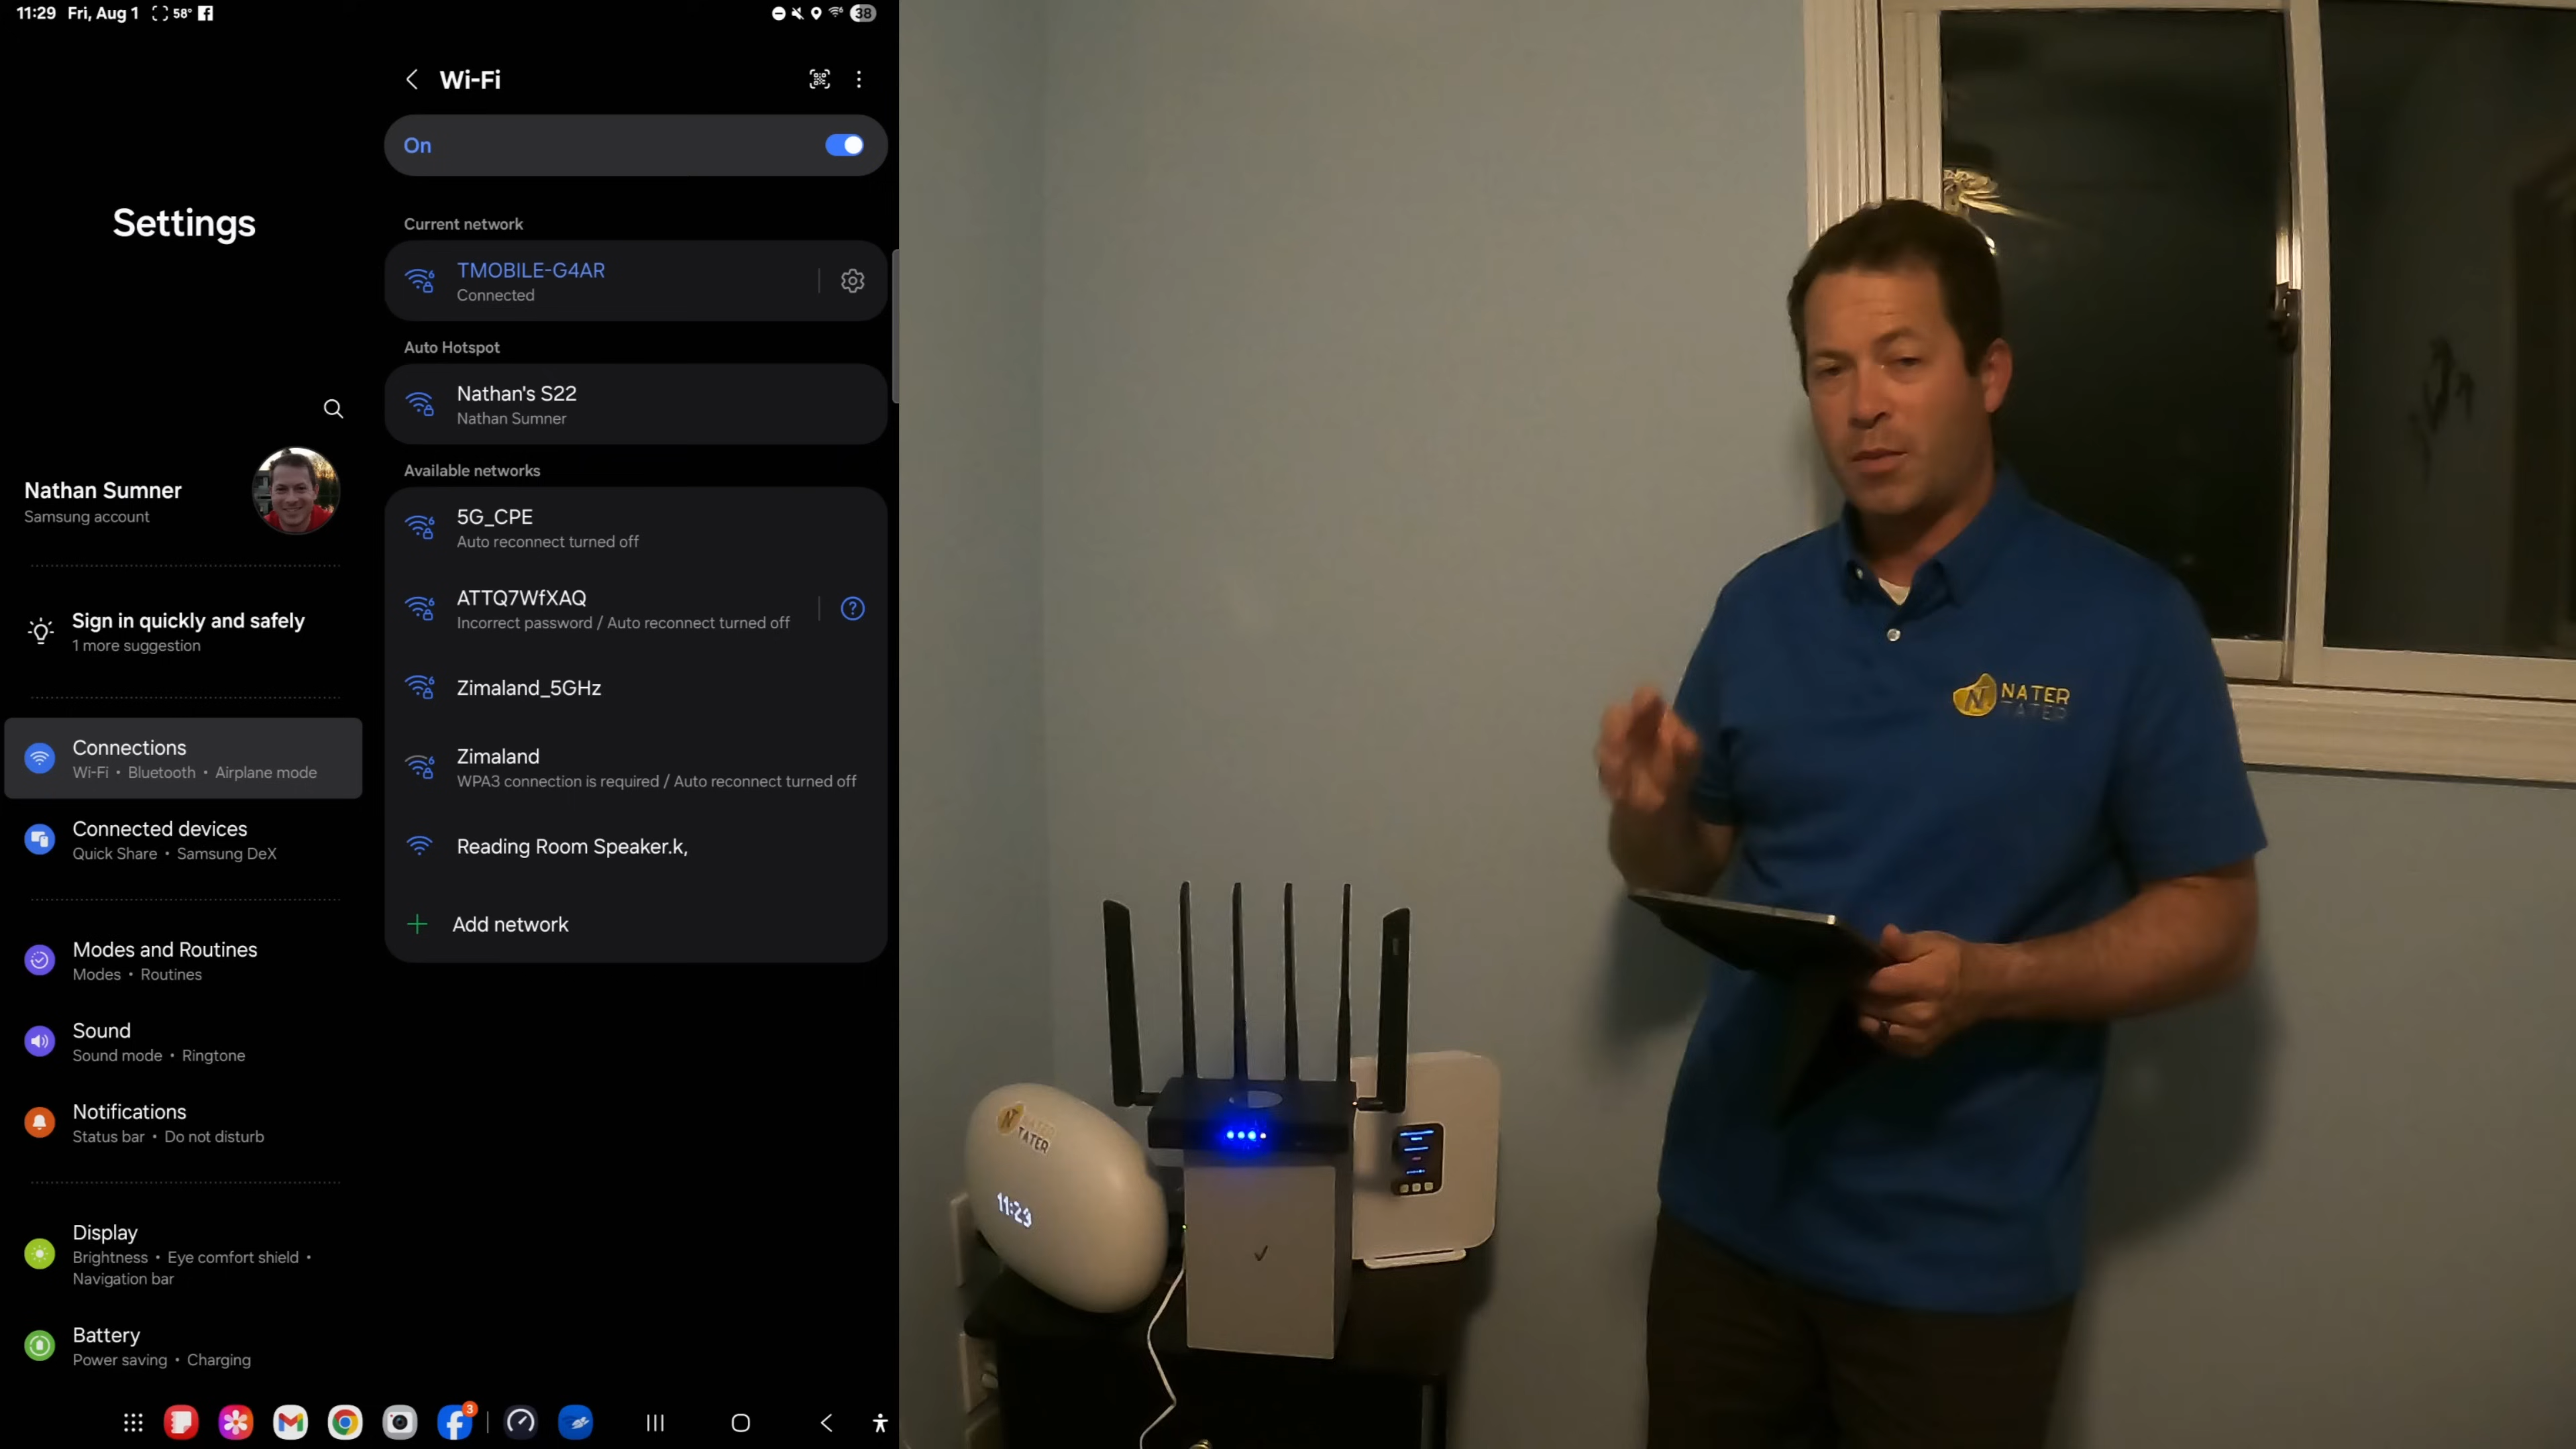 11:29 Fri, Aug 1 58°
38
Wi-Fi
On
Settings
Current network
TMOBILE-G4AR
Connected
Auto Hotspot
Nathan's S22
Nathan Sumner
Available networks
5G_CPE
Auto reconnect turned off
ATTQ7WfXAQ
Incorrect password / Auto reconnect turned off
Zimaland_5GHz
Zimaland
WPA3 connection is required / Auto reconnect turned off
Reading Room Speaker.k,
Add network
Nathan Sumner
Samsung account
Sign in quickly and safely
1 more suggestion
Connections
Wi-Fi • Bluetooth • Airplane mode
Connected devices
Quick Share • Samsung DeX
Modes and Routines
Modes • Routines
Sound
Sound mode • Ringtone
Notifications
Status bar • Do not disturb
Display
Brightness • Eye comfort shield •
Navigation bar
Battery
Power saving • Charging
3
N NATER
TATER
N NATER
TATER
11:23